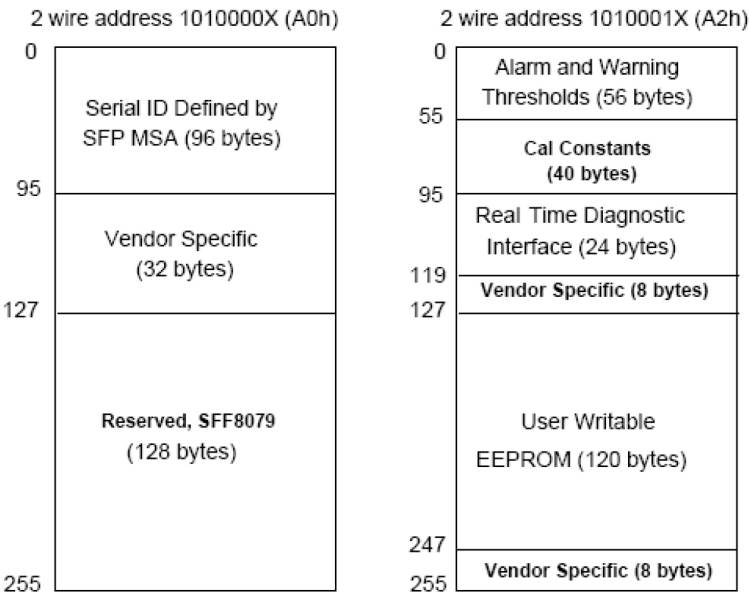 2 wire address 1010000X (A0h)
0
Serial ID Defined by
SFP MSA (96 bytes)
95
Vendor Specific
(32 bytes)
127
Reserved, SFF8079
(128 bytes)
255
2 wire address 1010001X (A2h)
0
Alarm and Warning
Thresholds (56 bytes)
55
Cal Constants
(40 bytes)
95
Real Time Diagnostic
Interface (24 bytes)
119
Vendor Specific (8 bytes)
127
User Writable
EEPROM (120 bytes)
247
Vendor Specific (8 bytes)
255